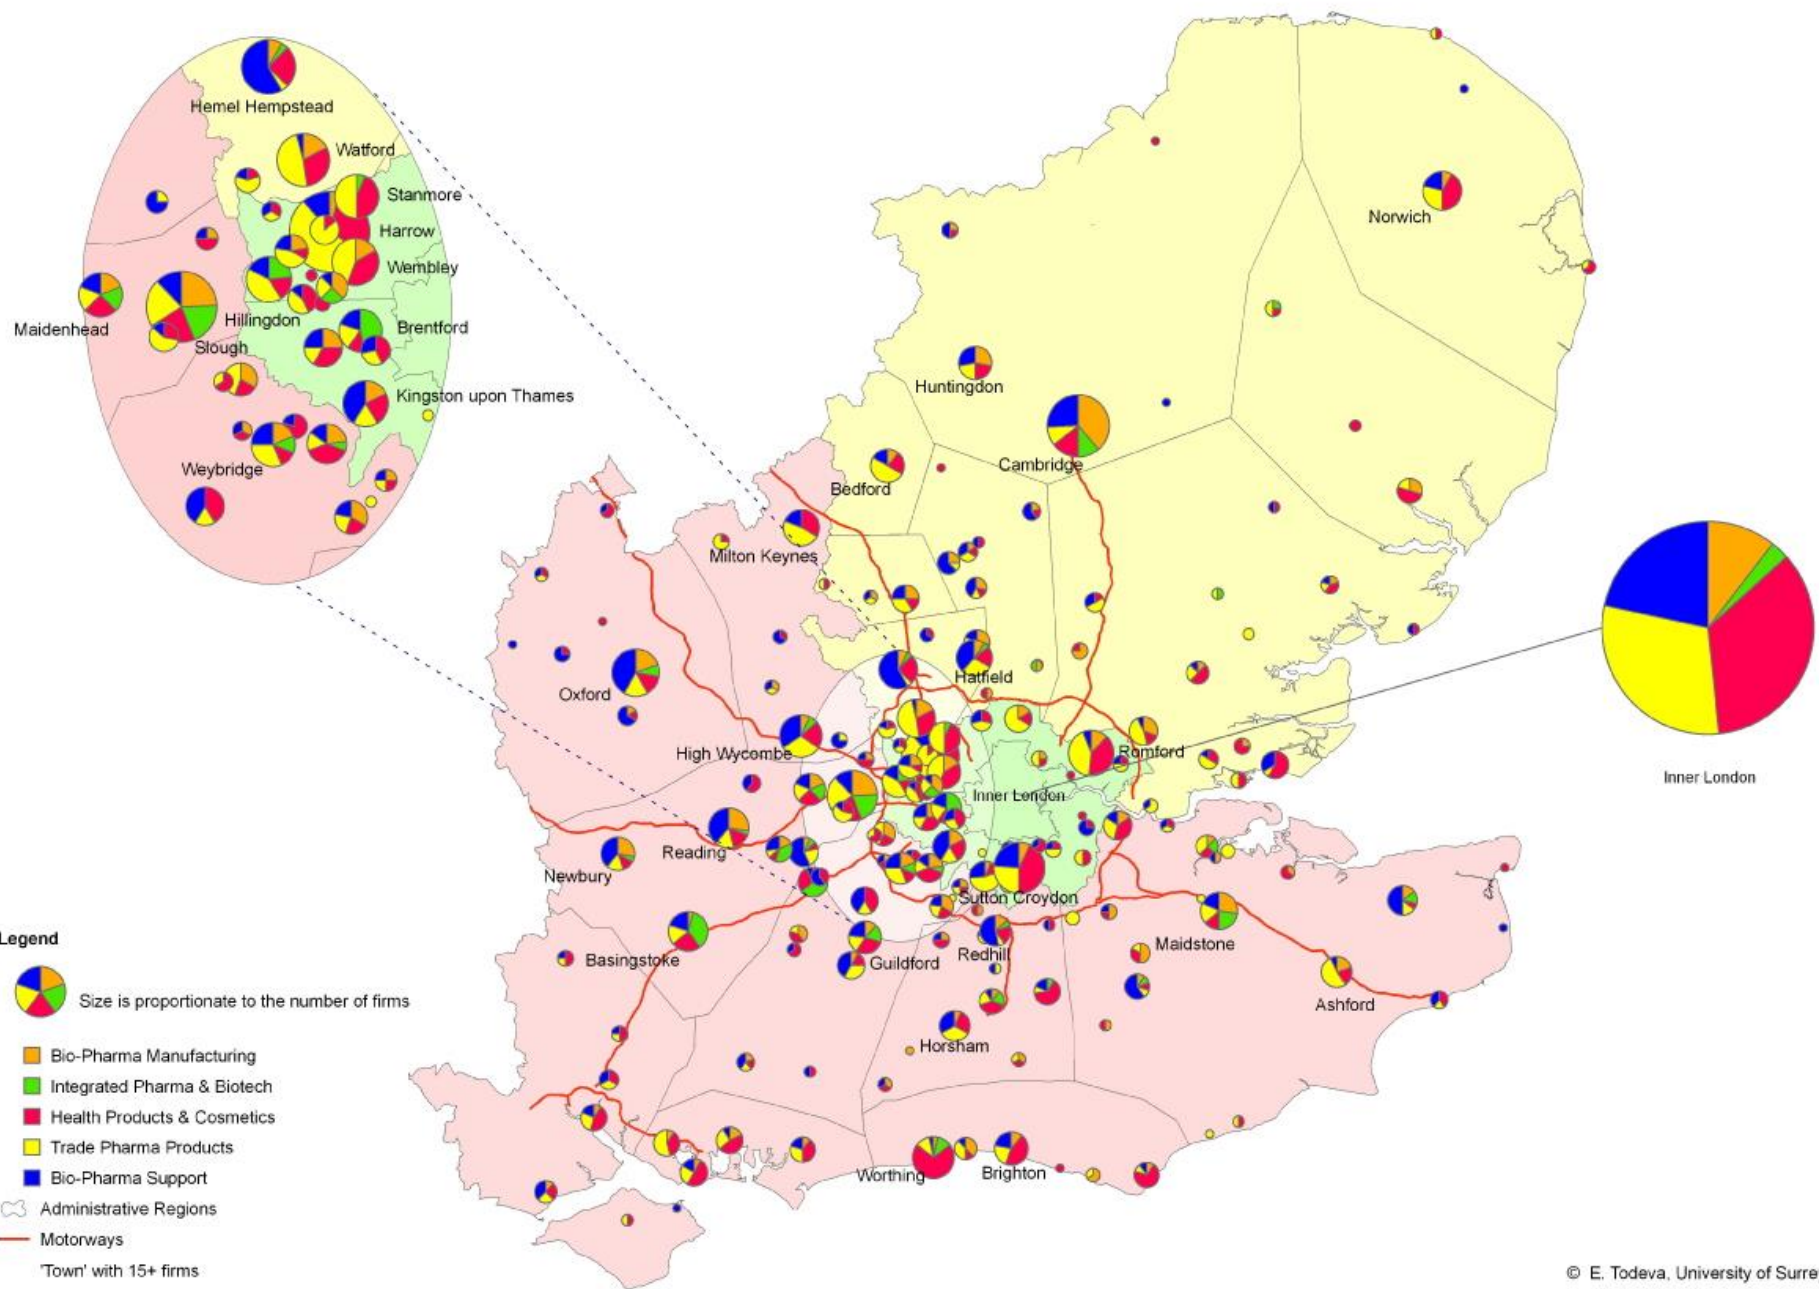 Hemel Hempstead
Watford
Stanmore
Harrow
Wembley
Maidenhead
Hillingdon
Brentford
Slough
Kingston upon Thames
Weybridge
Norwich
Huntingdon
Cambridge
Bedford
Milton Keynes
Oxford
Hatfield
High Wycombe
Romford
Inner London
Inner London
Reading
Newbury
Sutton Croydon
Basingstoke
Guildford
Redhill
Maidstone
Ashford
Horsham
Worthing
Brighton
Legend
Size is proportionate to the number of firms
Bio-Pharma Manufacturing
Integrated Pharma & Biotech
Health Products & Cosmetics
Trade Pharma Products
Bio-Pharma Support
Administrative Regions
Motorways
'Town' with 15+ firms
© E. Todeva, University of Surre